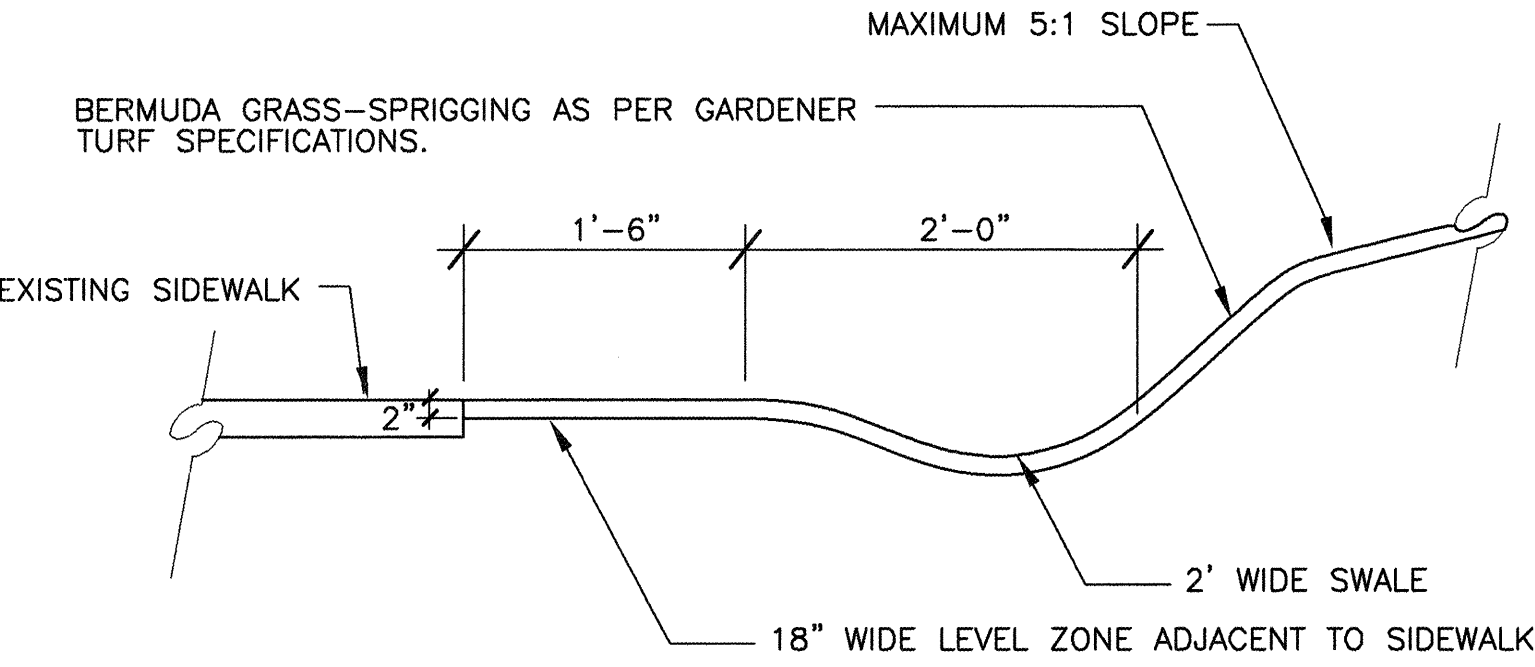 MAXIMUM 5:1 SLOPE
BERMUDA GRASS-SPRIGGING AS PER GARDENER
TURF SPECIFICATIONS.
1'-6"
2'-0"
EXISTING SIDEWALK
2"
2' WIDE SWALE
18" WIDE LEVEL ZONE ADJACENT TO SIDEWALK